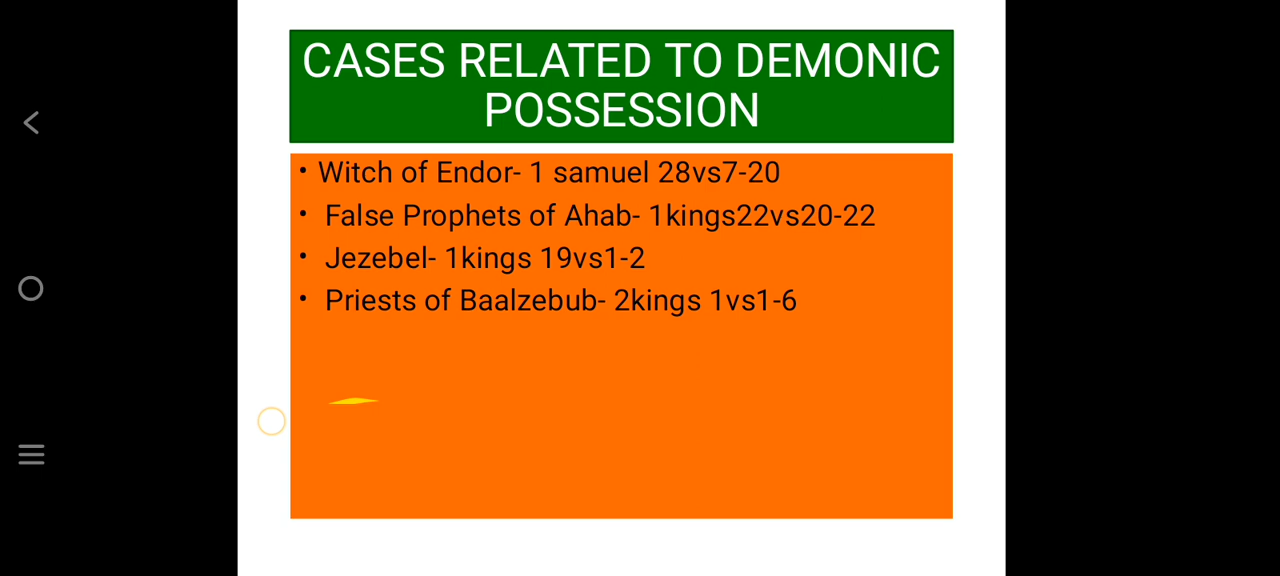 CASES RELATED TO DEMONIC
POSSESSION
• Witch of Endor- 1 samuel 28vs7-20
• False Prophets of Ahab- 1kings22vs20-22
• Jezebel- 1kings 19vs1-2
• Priests of Baalzebub- 2kings 1vs1-6